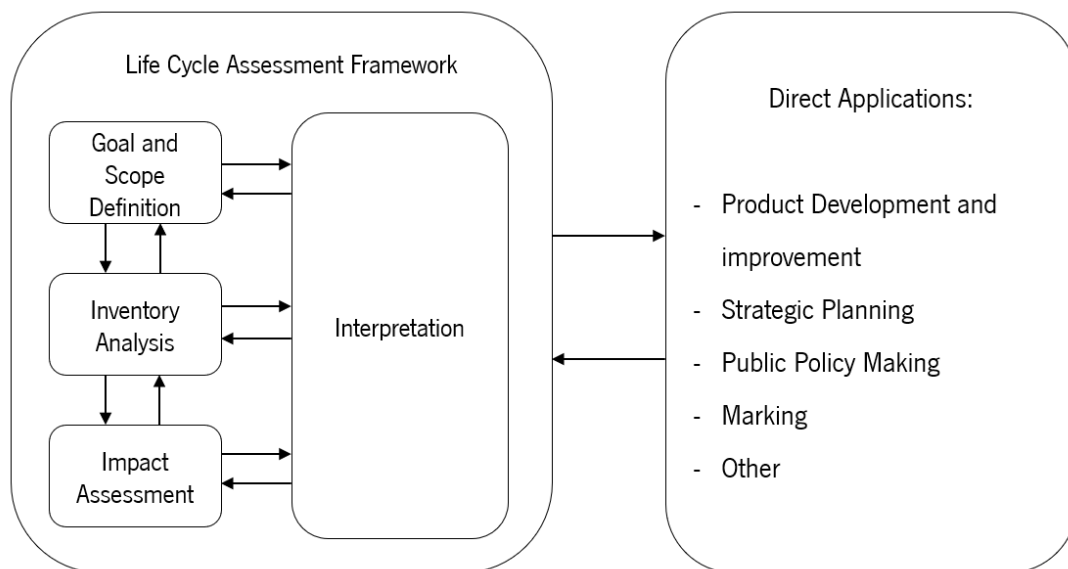 Life Cycle Assessment Framework
Goal and
Scope
Definition
Inventory
Analysis
Impact
Assessment
Interpretation
Direct Applications:
- Product Development and
improvement
- Strategic Planning
- Public Policy Making
- Marking
- Other